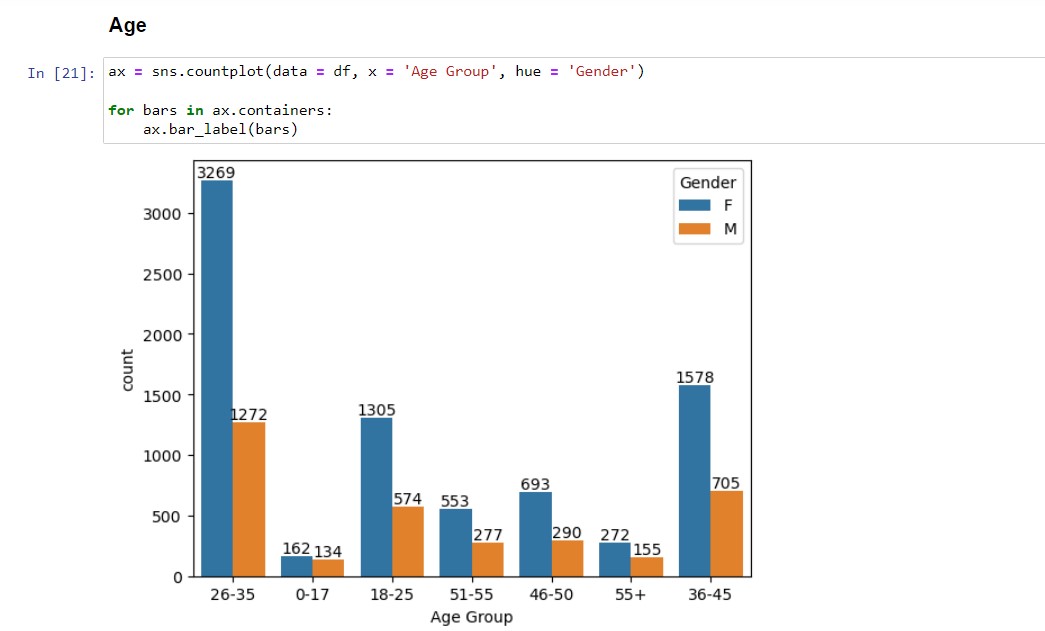 Age
In [21]: ax = sns.countplot(data = df, x = 'Age Group', hue = 'Gender')
for bars in ax.containers:
    ax.bar_label(bars)
3269
Gender
F
M
3000
2500
2000
1578
1500
1272
1305
1000
705
693
574
553
500
290
277
272
162 134
155
0
count
26-35 0-17 18-25 51-55 46-50 55+ 36-45
Age Group